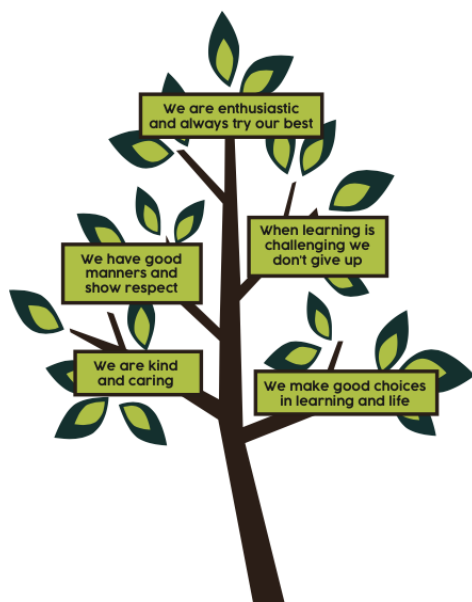 We are enthusiastic
and always try our best
When learning is
challenging we
don't give up
We have good
manners and
show respect
We are kind
and caring
We make good choices
in learning and life